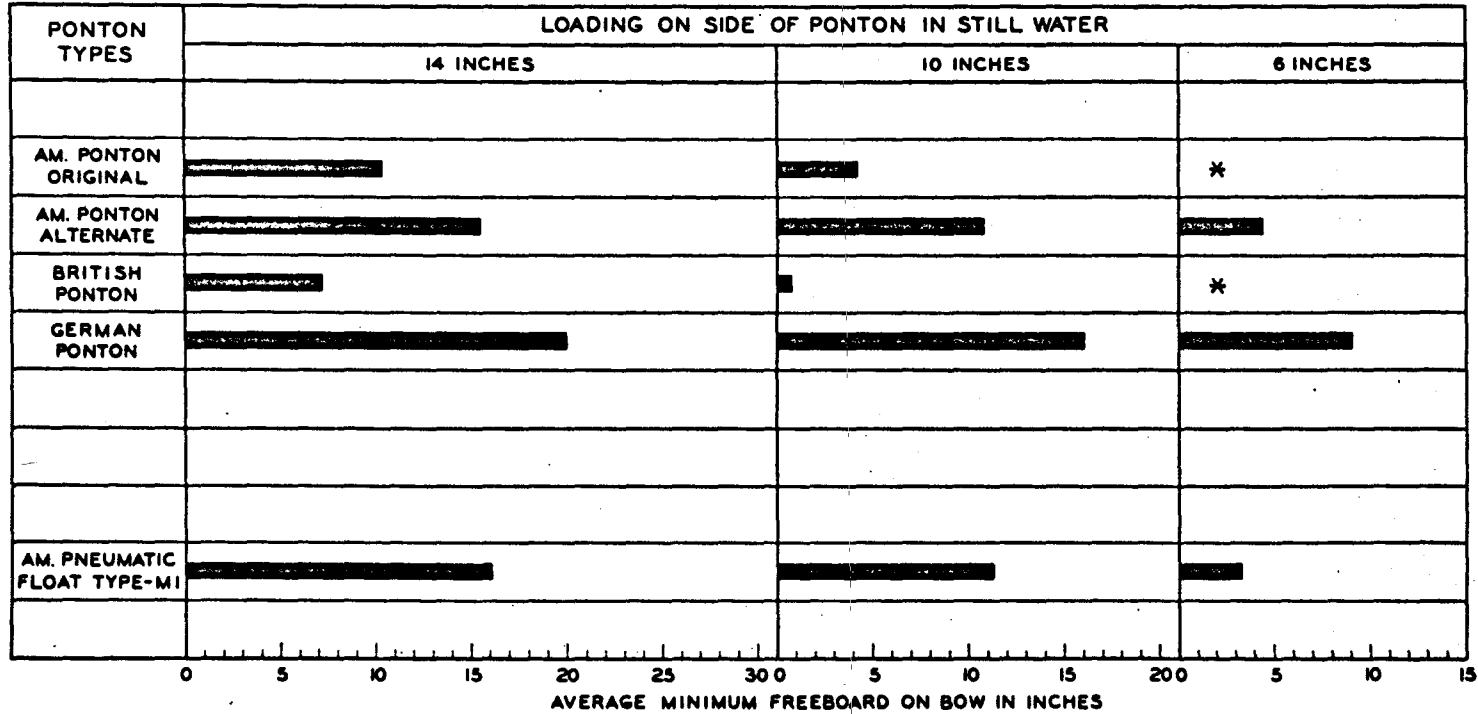 PONTON
TYPES
LOADING ON SIDE OF PONTON IN STILL WATER
14 INCHES
10 INCHES
6 INCHES
AM. PONTON
ORIGINAL
*
AM. PONTON
ALTERNATE
BRITISH
PONTON
*
GERMAN
PONTON
AM. PNEUMATIC
FLOAT TYPE-M1
0 5 10 15 20 25 30 0 5 10 15 20 0 5 10 15
AVERAGE MINIMUM FREEBOARD ON BOW IN INCHES